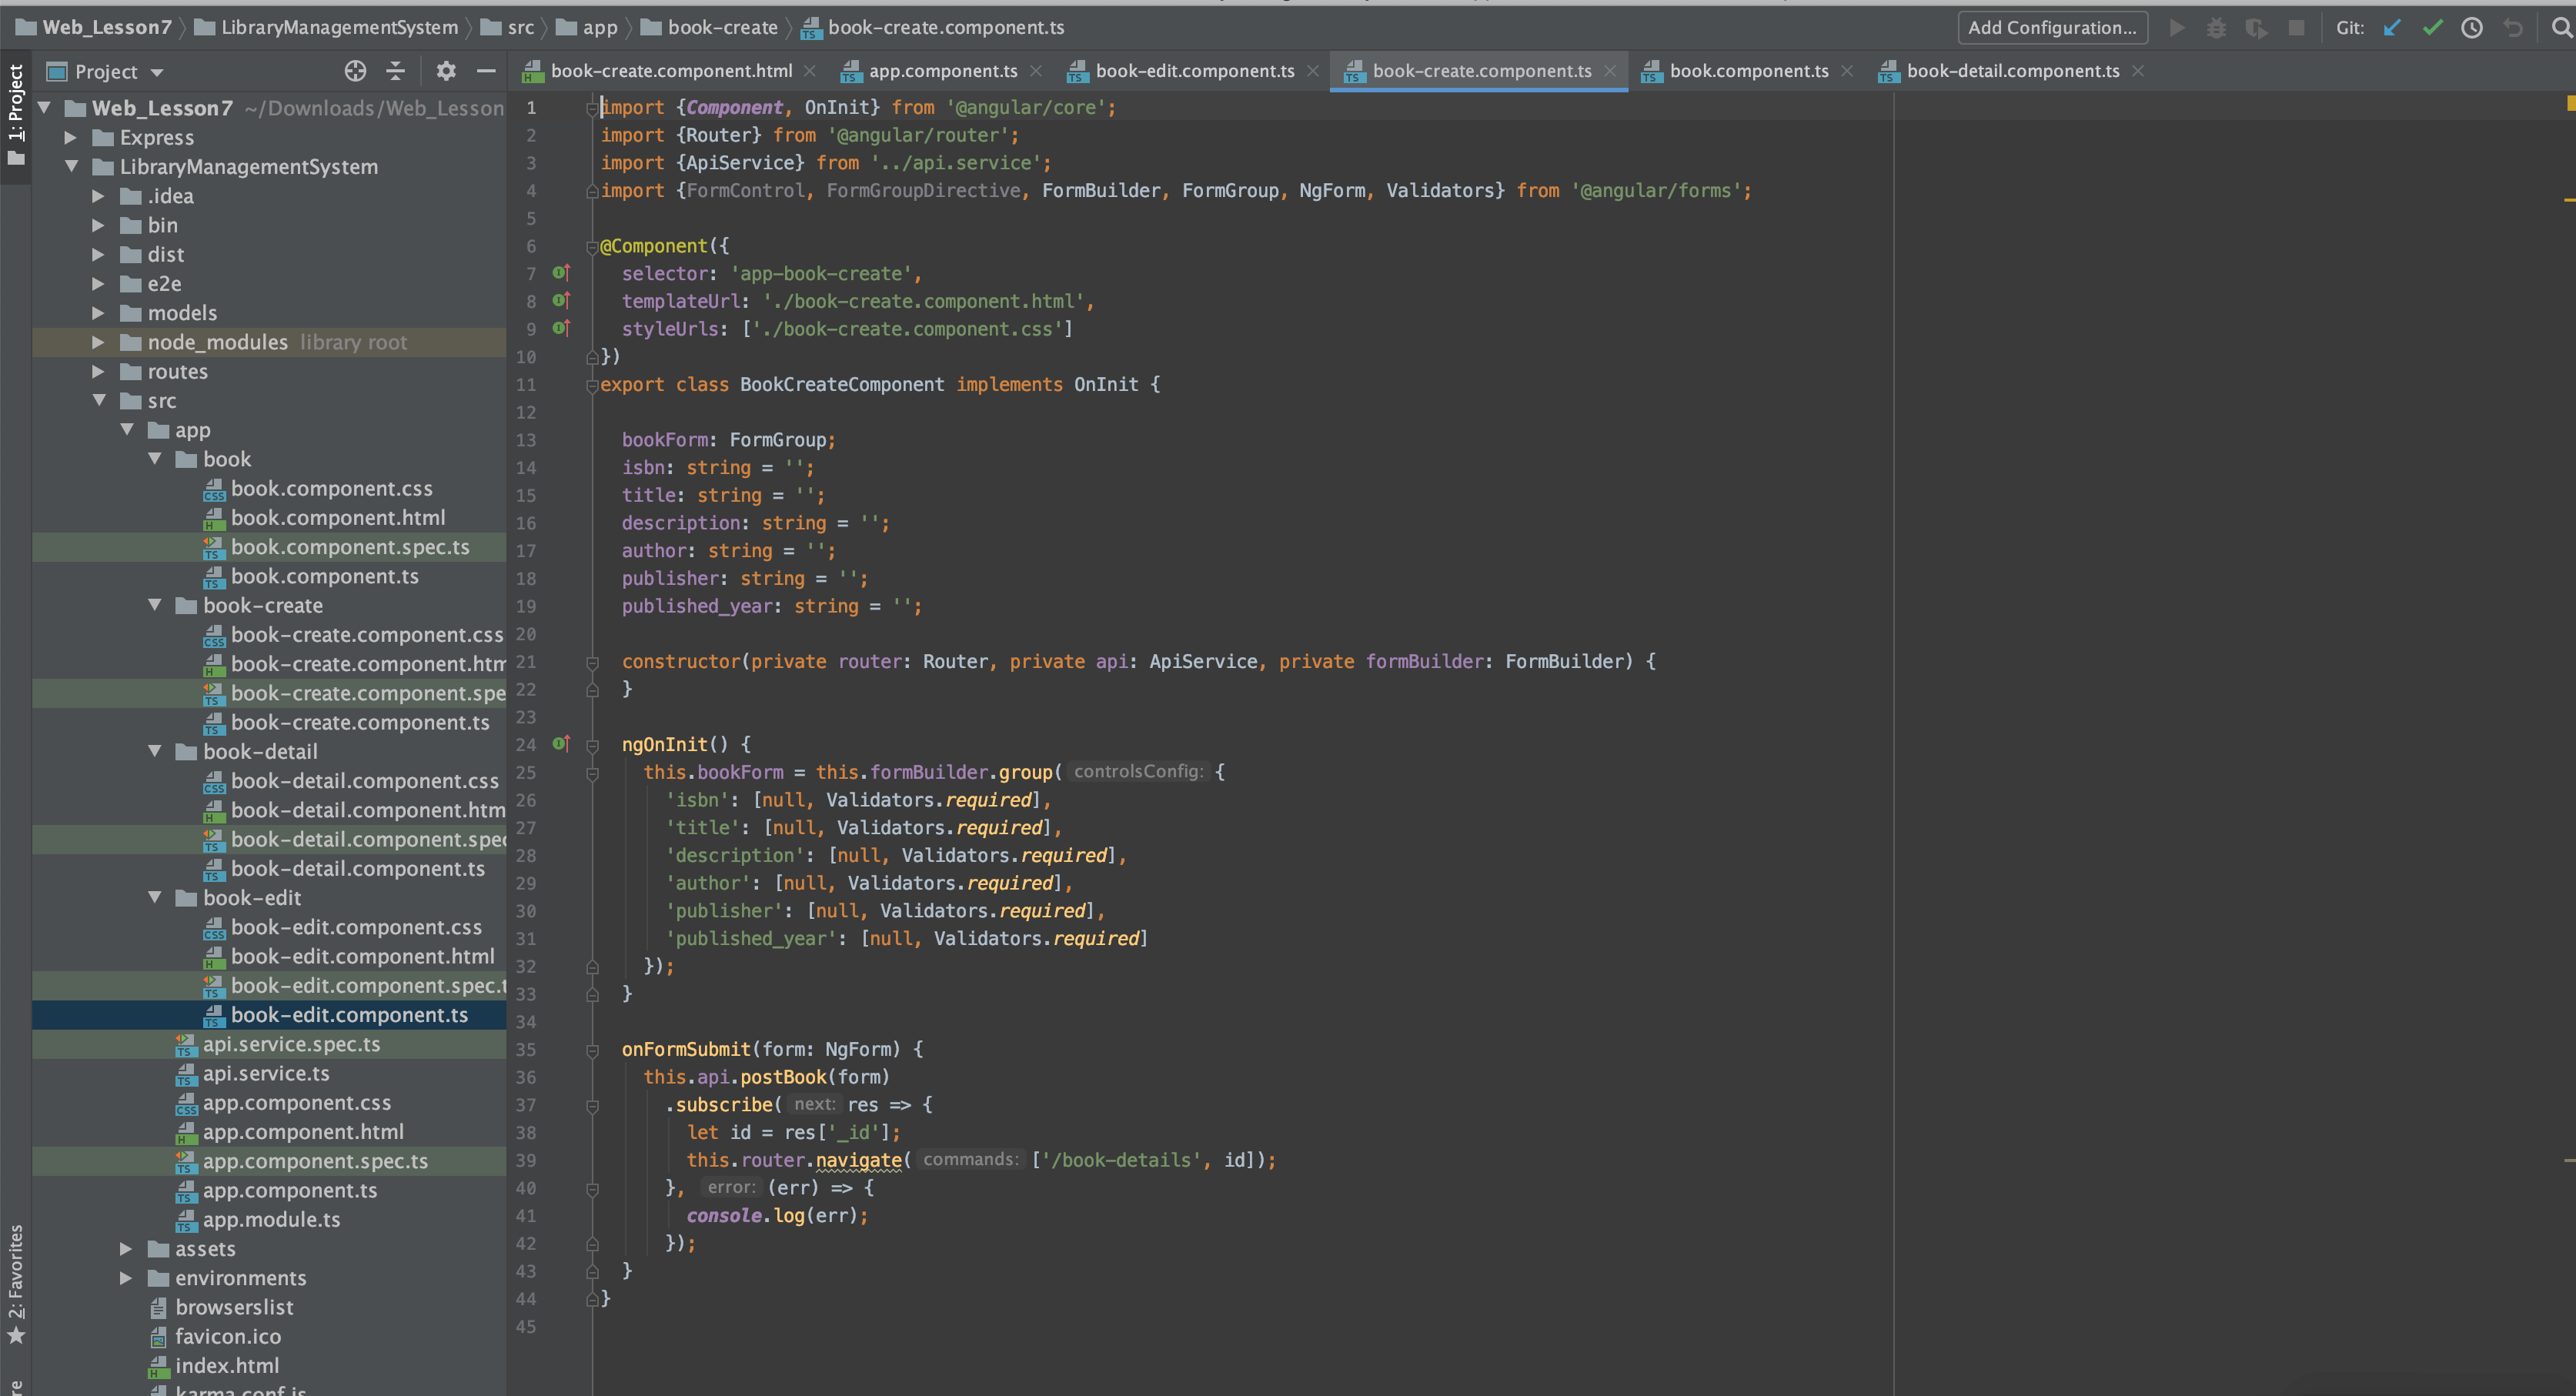 Web_Lesson7
LibraryManagementSystem
src
app
book-create
book-create.component.ts
Add Configuration...
Git:
1: Project
Project
book-create.component.html
app.component.ts
book-edit.component.ts
book-create.component.ts
book.component.ts
book-detail.component.ts
Web_Lesson7 ~/Downloads/Web_Lesson
Express
LibraryManagementSystem
.idea
bin
dist
e2e
models
node_modules library root
routes
src
app
book
book.component.css
book.component.html
book.component.spec.ts
book.component.ts
book-create
book-create.component.css
book-create.component.htm
book-create.component.spe
book-create.component.ts
book-detail
book-detail.component.css
book-detail.component.htm
book-detail.component.spec
book-detail.component.ts
book-edit
book-edit.component.css
book-edit.component.html
book-edit.component.spec.t
book-edit.component.ts
api.service.spec.ts
api.service.ts
app.component.css
app.component.html
app.component.spec.ts
app.component.ts
app.module.ts
assets
environments
browserslist
favicon.ico
index.html
karma.conf.js
2: Favorites
1 import {Component, OnInit} from '@angular/core';
2 import {Router} from '@angular/router';
3 import {ApiService} from '../api.service';
4 import {FormControl, FormGroupDirective, FormBuilder, FormGroup, NgForm, Validators} from '@angular/forms';
5
6 @Component({
7 selector: 'app-book-create',
8 templateUrl: './book-create.component.html',
9 styleUrls: ['./book-create.component.css']
10 })
11 export class BookCreateComponent implements OnInit {
12
13 bookForm: FormGroup;
14 isbn: string = '';
15 title: string = '';
16 description: string = '';
17 author: string = '';
18 publisher: string = '';
19 published_year: string = '';
20
21 constructor(private router: Router, private api: ApiService, private formBuilder: FormBuilder) {
22 }
23
24 ngOnInit() {
25 this.bookForm = this.formBuilder.group( controlsConfig: {
26 'isbn': [null, Validators.required],
27 'title': [null, Validators.required],
28 'description': [null, Validators.required],
29 'author': [null, Validators.required],
30 'publisher': [null, Validators.required],
31 'published_year': [null, Validators.required]
32 });
33 }
34
35 onFormSubmit(form: NgForm) {
36 this.api.postBook(form)
37 .subscribe( next: res => {
38 let id = res['_id'];
39 this.router.navigate( commands: ['/book-details', id]);
40 }, error: (err) => {
41 console.log(err);
42 });
43 }
44 }
45